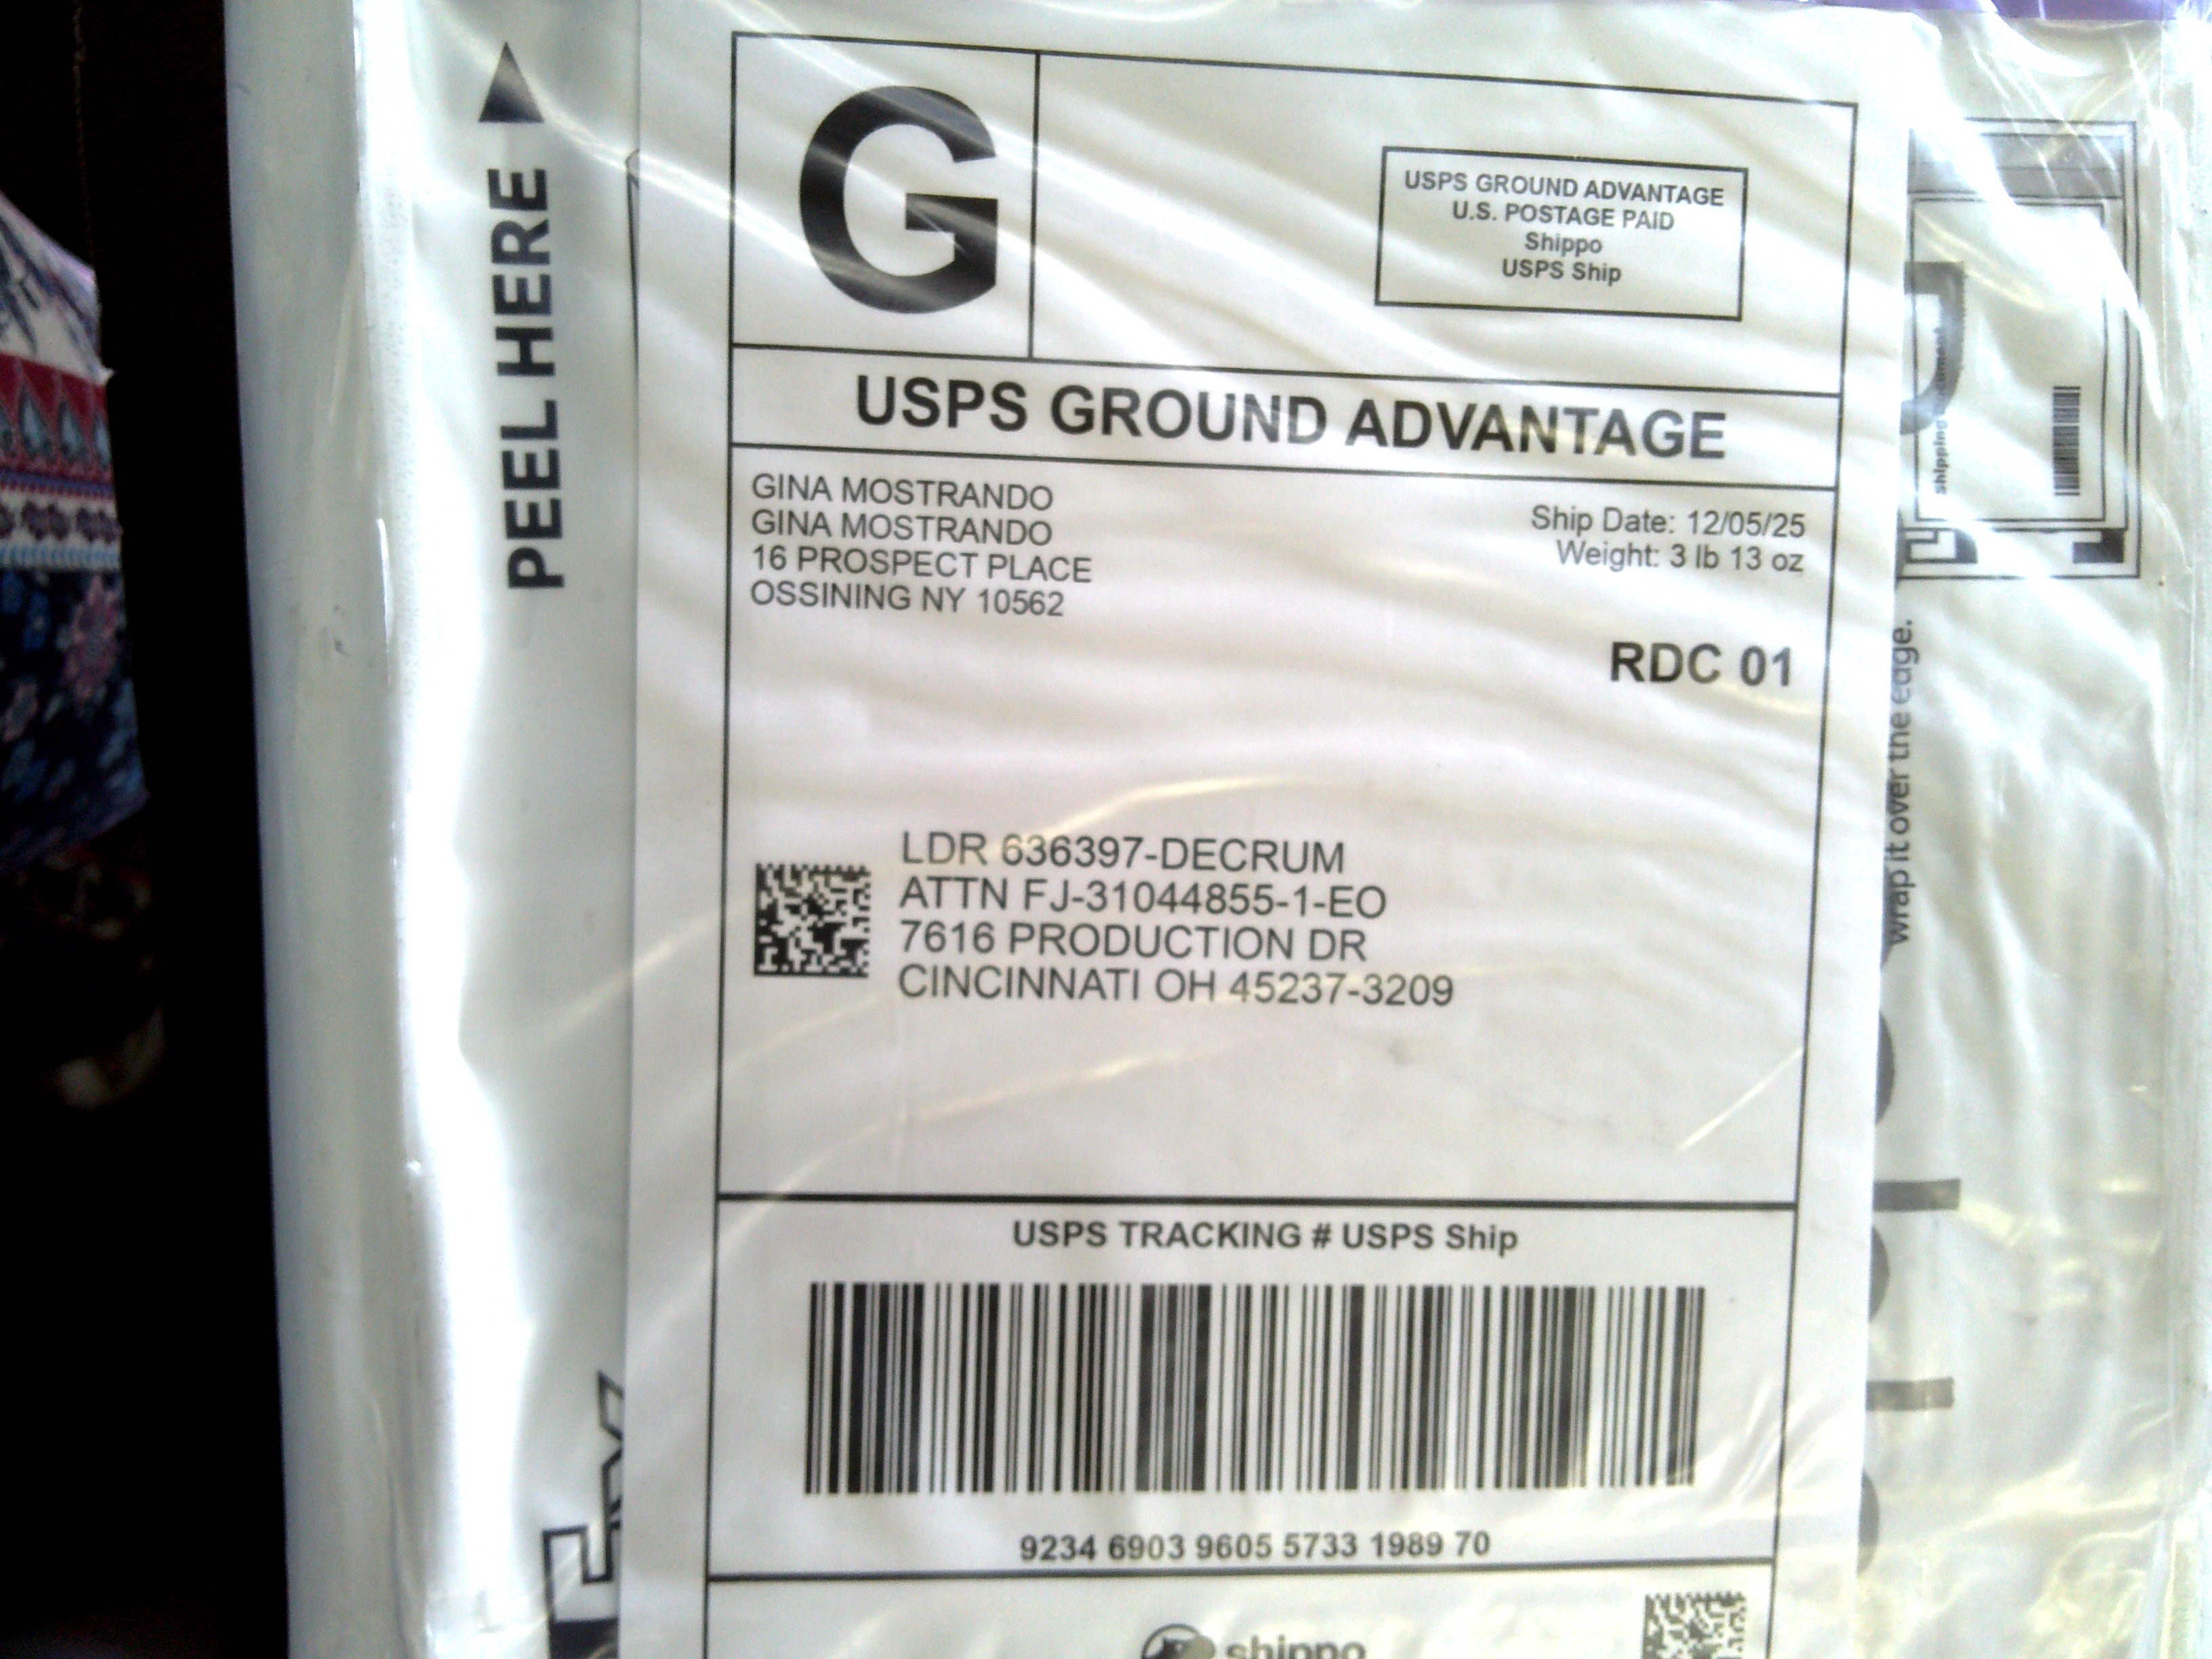 G
USPS GROUND ADVANTAGE
U.S. POSTAGE PAID
Shippo
USPS Ship
USPS GROUND ADVANTAGE
GINA MOSTRANDO
GINA MOSTRANDO
16 PROSPECT PLACE
OSSINING NY 10562
Ship Date: 12/05/25
Weight: 3 lb 13 oz
RDC 01
LDR 636397-DECRUM
ATTN FJ-31044855-1-EO
7616 PRODUCTION DR
CINCINNATI OH 45237-3209
USPS TRACKING # USPS Ship
9234 6903 9605 5733 1989 70
shippo
PEEL HERE
shipping
wrap it over the edge.